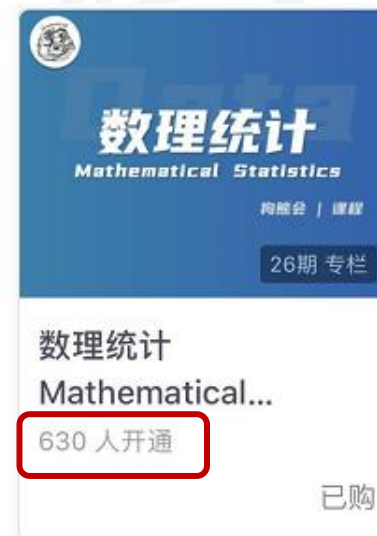 数理统计
Mathematical Statistics
狗熊会 | 课程
26期 专栏
数理统计
Mathematical...
630 人开通
已购